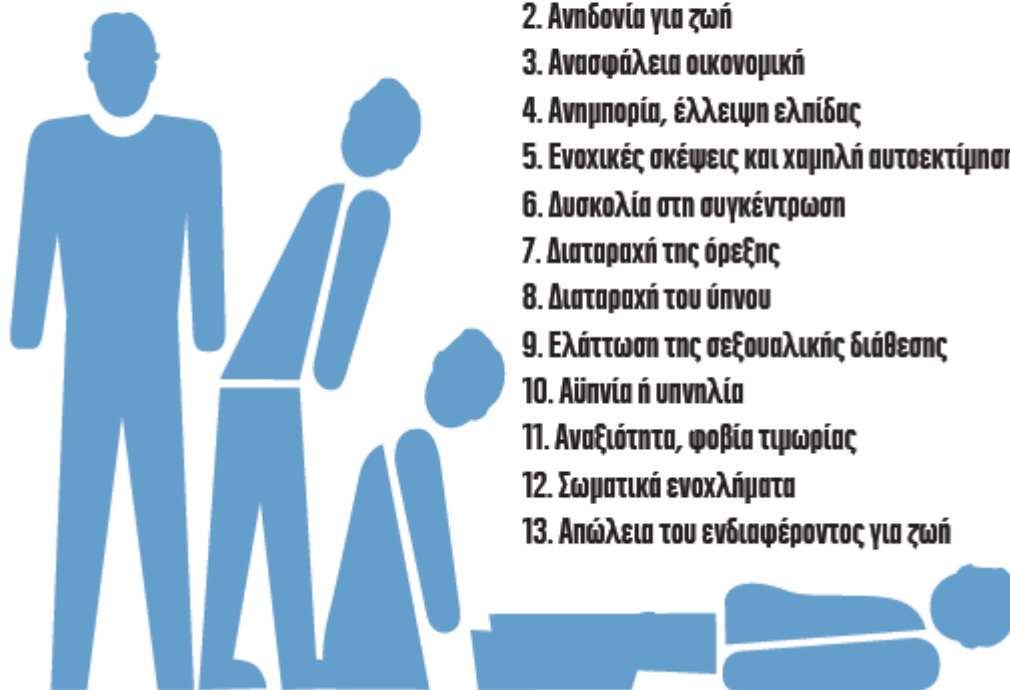 2. Ανηδονία για ζωή
3. Ανασφάλεια οικονομική
4. Ανημπορία, έλλειψη ελπίδας
5. Ενοχικές σκέψεις και χαμηλή αυτοεκτίμηση
6. Δυσκολία στη συγκέντρωση
7. Διαταραχή της όρεξης
8. Διαταραχή του ύπνου
9. Ελάττωση της σεξουαλικής διάθεσης
10. Αϋπνία ή υπνηλία
11. Αναξιότητα, φοβία τιμωρίας
12. Σωματικά ενοχλήματα
13. Απώλεια του ενδιαφέροντος για ζωή